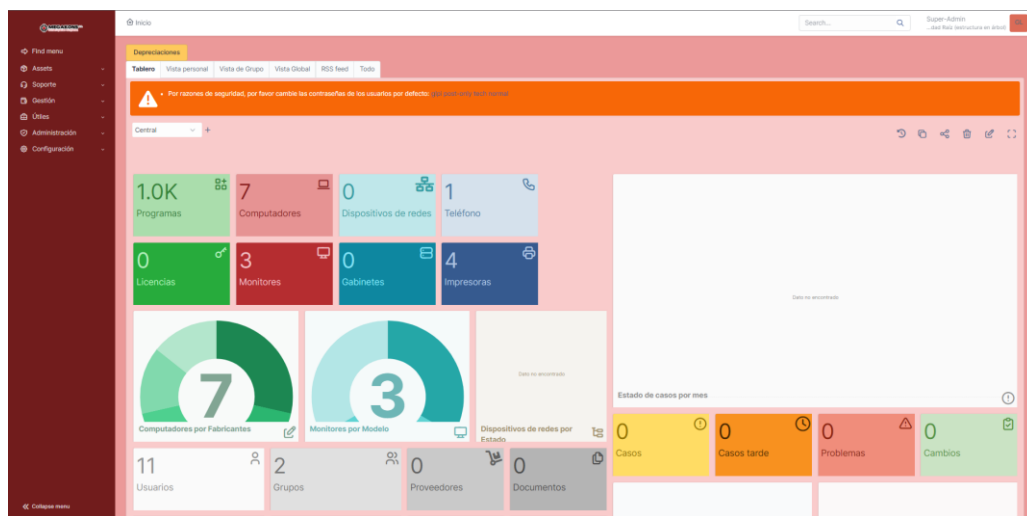 Inicio
Search...
Super-Admin
Find menu
Assets
Soporte
Gestión
Útiles
Administración
Configuración
Collapse menu
Depreciaciones
Tablero
Vista personal
Vista de Grupo
Vista Global
RSS feed
Todo
Por razones de seguridad, por favor cambie las contraseñas de los usuarios por defecto: glpi post-only tech normal
Central
1.0K
Programas
7
Computadores
0
Dispositivos de redes
1
Teléfono
0
Licencias
3
Monitores
0
Gabinetes
4
Impresoras
Dato no encontrado
Estado de casos por mes
7
Computadores por Fabricantes
3
Monitores por Modelo
Dato no encontrado
Dispositivos de redes por
Estado
0
Casos
0
Casos tarde
0
Problemas
0
Cambios
11
Usuarios
2
Grupos
0
Proveedores
0
Documentos